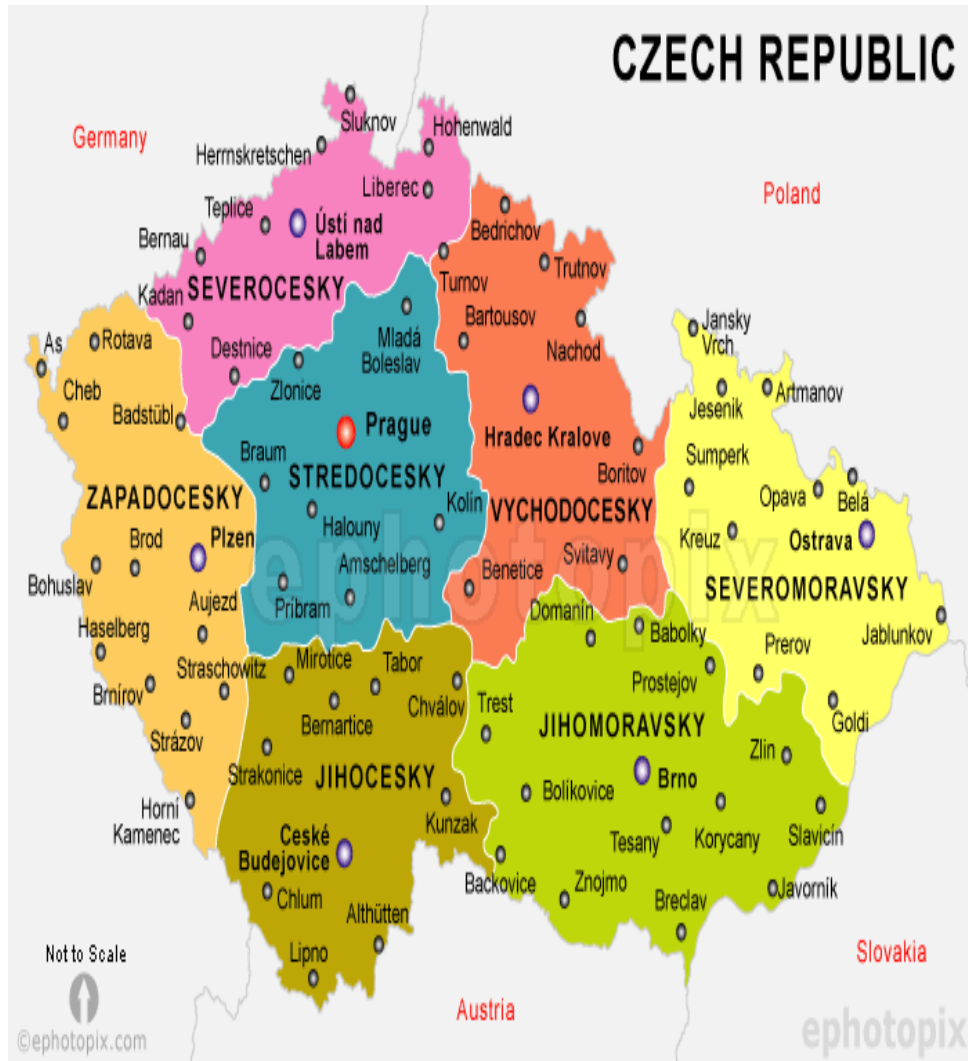 CZECH REPUBLIC
Germany
Sluknov
Hohenwald
Herrnskretschen
Liberec
Poland
Teplice
Ústí nad
Labem
Bedrichov
Bernau
Turnov
Trutnov
Kadan
SEVEROCESKY
Bartousov
Jansky
Vrch
As
Rotava
Mladá
Boleslav
Nachod
Destnice
Zlonice
Cheb
Badstübl
Jesenik
Artmanov
Prague
Hradec Kralove
Braum
Boritov
Sumperk
STREDOCESKY
ZAPADOCESKY
Kolín
VYCHODOCESKY
Opava
Belá
Halouny
Brod
Plzen
Kreuz
Ostrava
Amschelberg
Svitavy
Bohuslav
Benetice
SEVEROMORAVSKY
Aujezd
Pribram
Domanín
ephotopix
Haselberg
Babolky
Jablunkov
Prerov
Straschowitz
Mirotice
Tabor
Prostejov
Brnírov
Chválov
Trest
Bernartice
JIHOMORAVSKY
Goldi
Strázov
Zlin
Strakonice
JIHOCESKY
Brno
Bolíkovice
Horní
Kamenec
Kunzak
Ceské
Budejovice
Tesany
Korycany
Slavicín
Backovice
Znojmo
Javorník
Chlum
Breclav
Althütten
Not to Scale
Lipno
Slovakia
Austria
©ephotopix.com
ephotopix